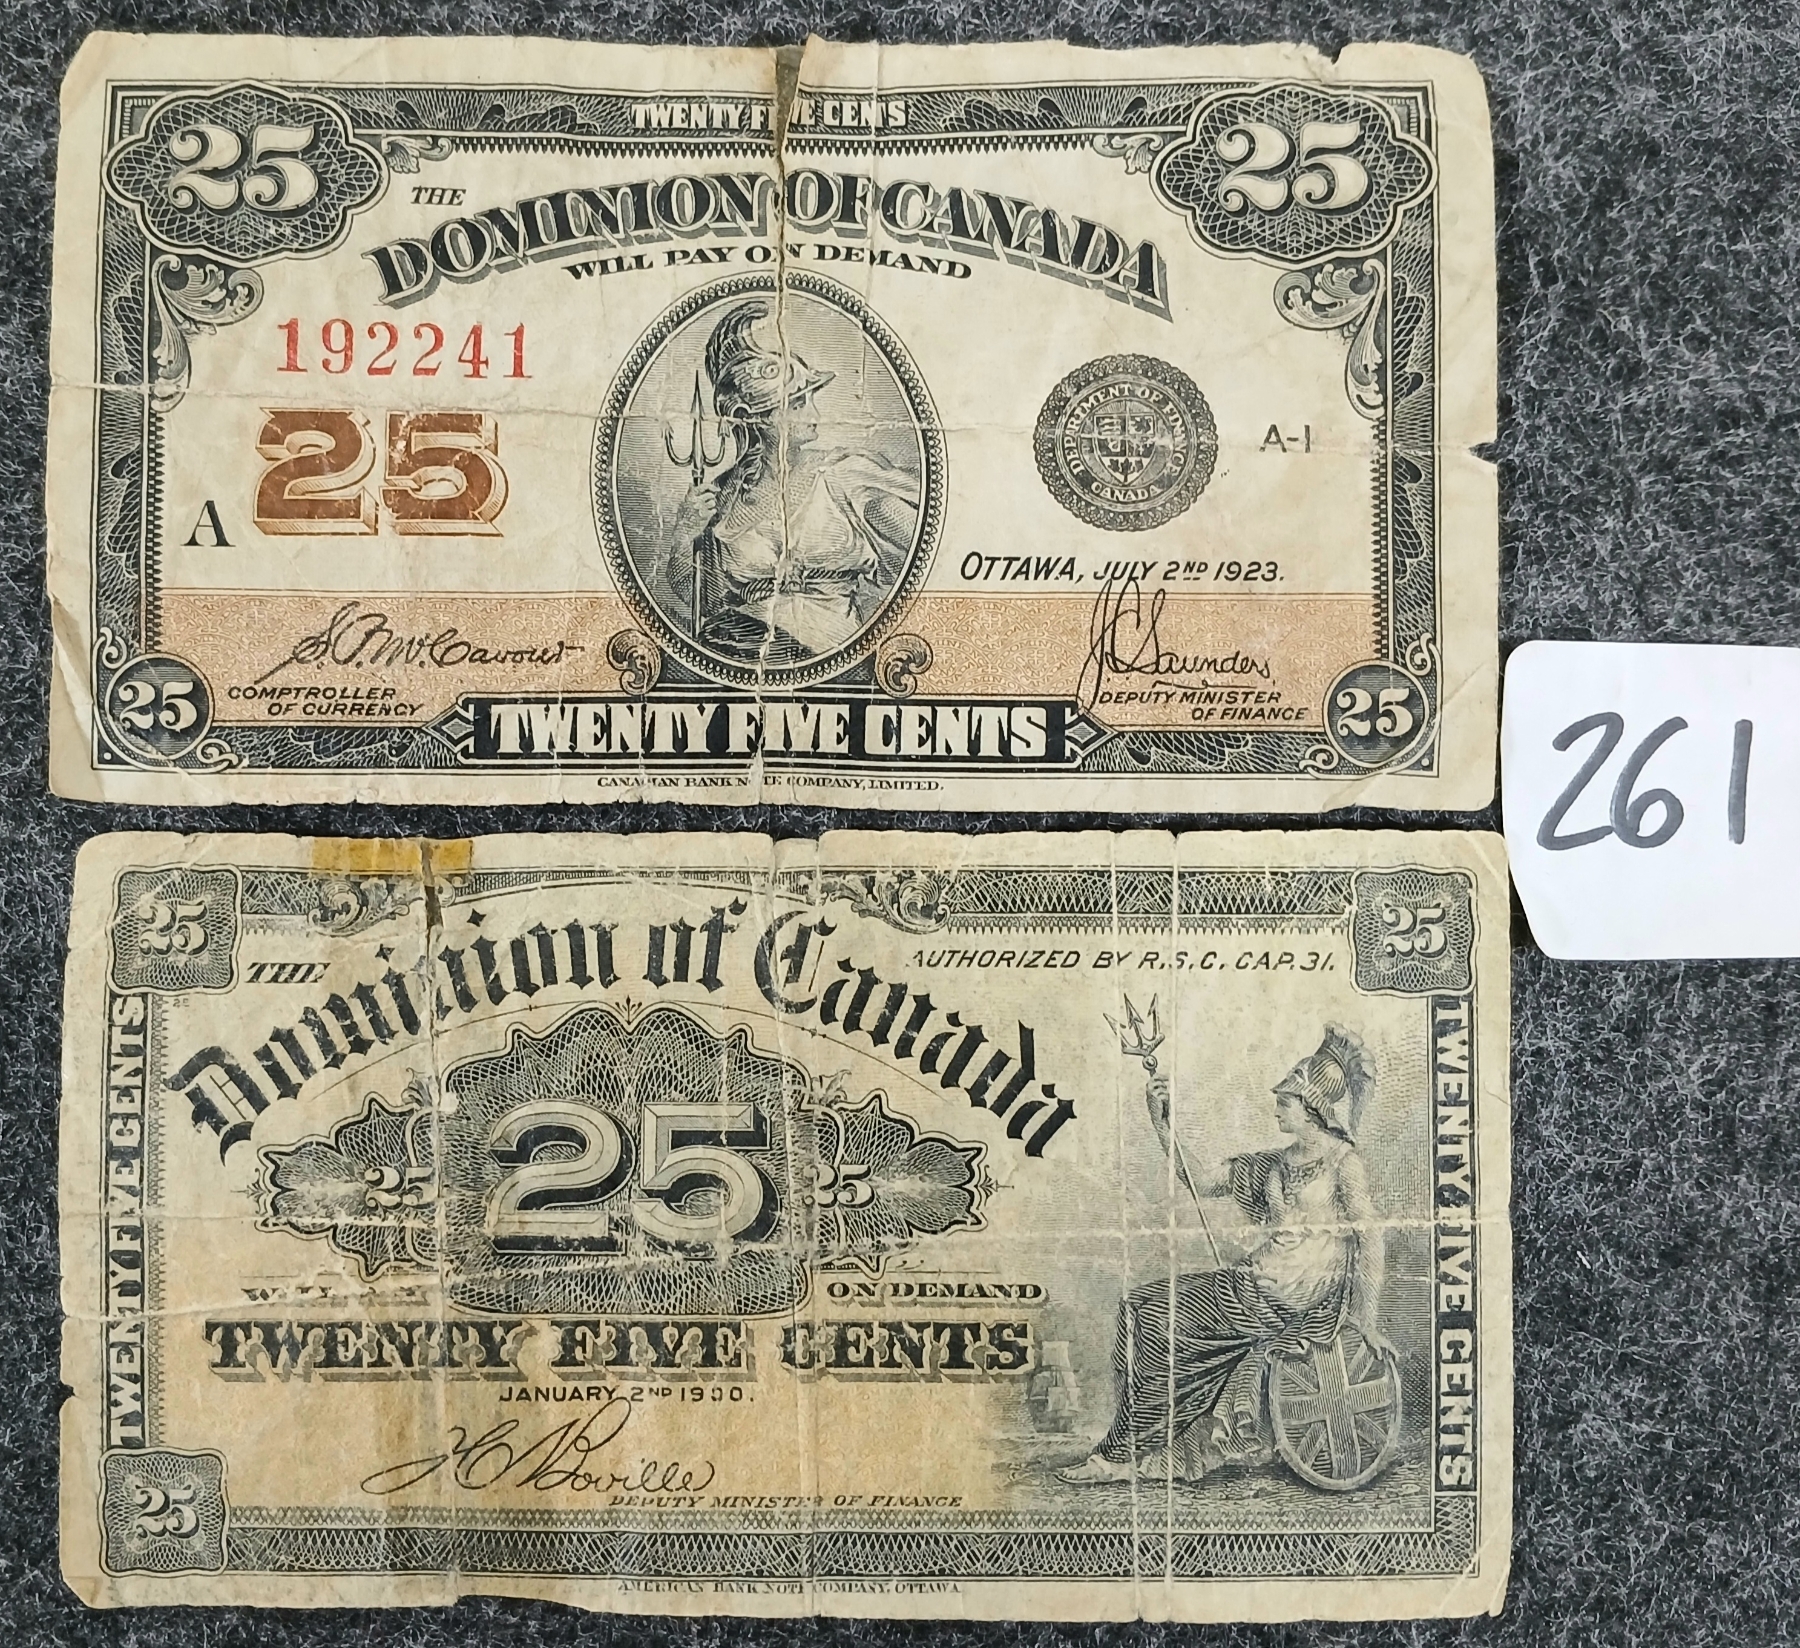 25 TWENTY FIVE CENTS 25
THE
DOMINION OF CANADA
WILL PAY ON DEMAND
192241
25
DEPARTMENT OF FINANCE
CANADA
A-1
A
OTTAWA, JULY 2ND 1923.
J.C. Saunders
COMPTROLLER
OF CURRENCY
DEPUTY MINISTER
OF FINANCE
25 TWENTY FIVE CENTS 25
CANADIAN BANK NOTE COMPANY, LIMITED.
261
25 25
THE
Dominion of Canada
AUTHORIZED BY R.S.C. CAP. 31.
TWENTY FIVE CENTS
TWENTY FIVE CENTS
25 25 25
WILL PAY ON DEMAND
TWENTY FIVE CENTS
JANUARY 2ND 1900.
Boville
DEPUTY MINISTER OF FINANCE
25
AMERICAN BANK NOTE COMPANY, OTTAWA